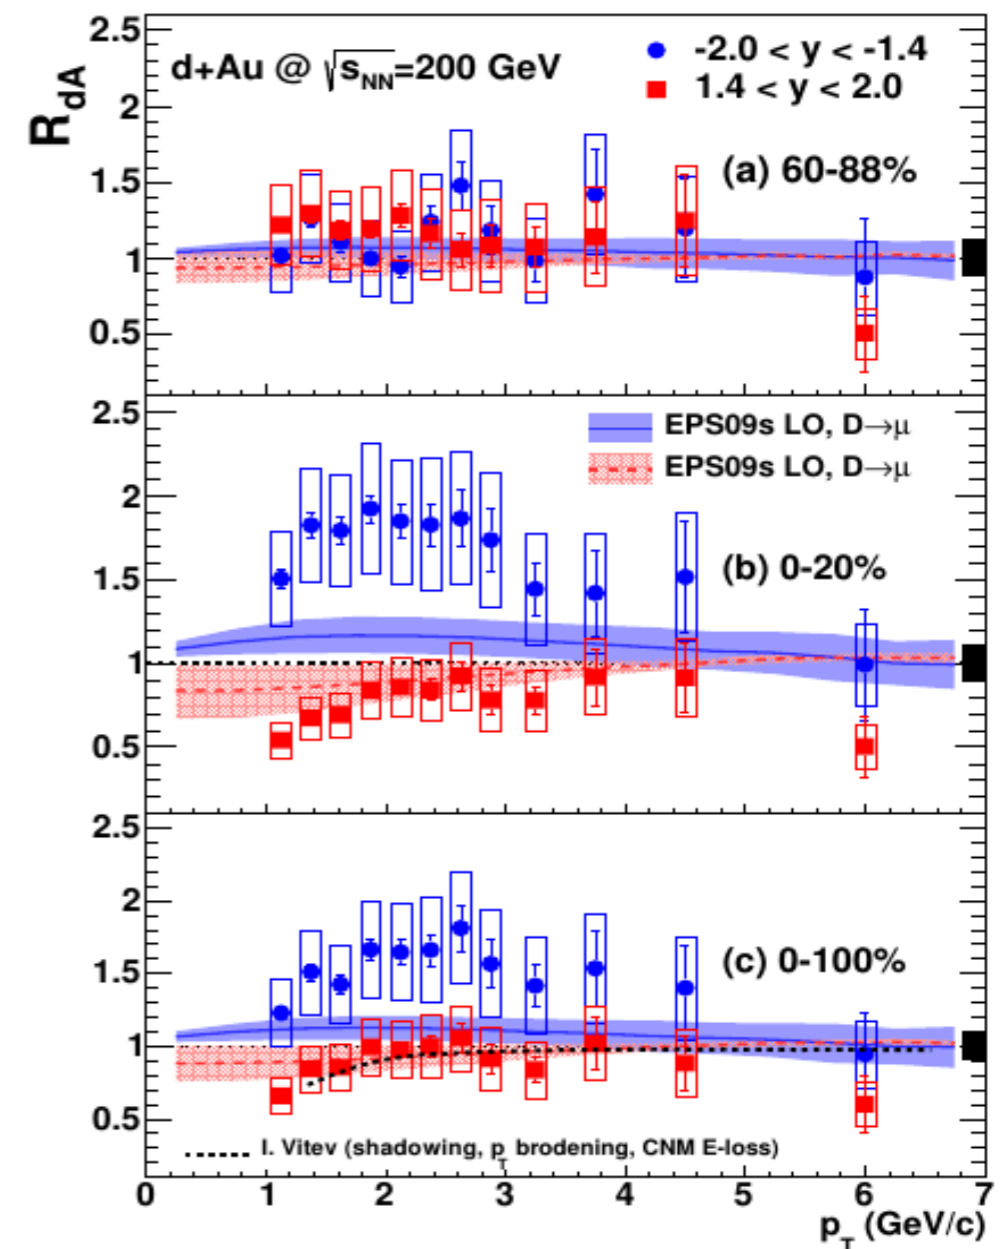 R_dA
d+Au @ √s_NN=200 GeV
-2.0 < y < -1.4
1.4 < y < 2.0
(a) 60-88%
2.5
2
1.5
1
0.5
EPS09s LO, D→μ
EPS09s LO, D→μ
(b) 0-20%
2.5
2
1.5
1
0.5
(c) 0-100%
2.5
2
1.5
1
0.5
I. Vitev (shadowing, p_T brodening, CNM E-loss)
0 1 2 3 4 5 6 7
p_T (GeV/c)